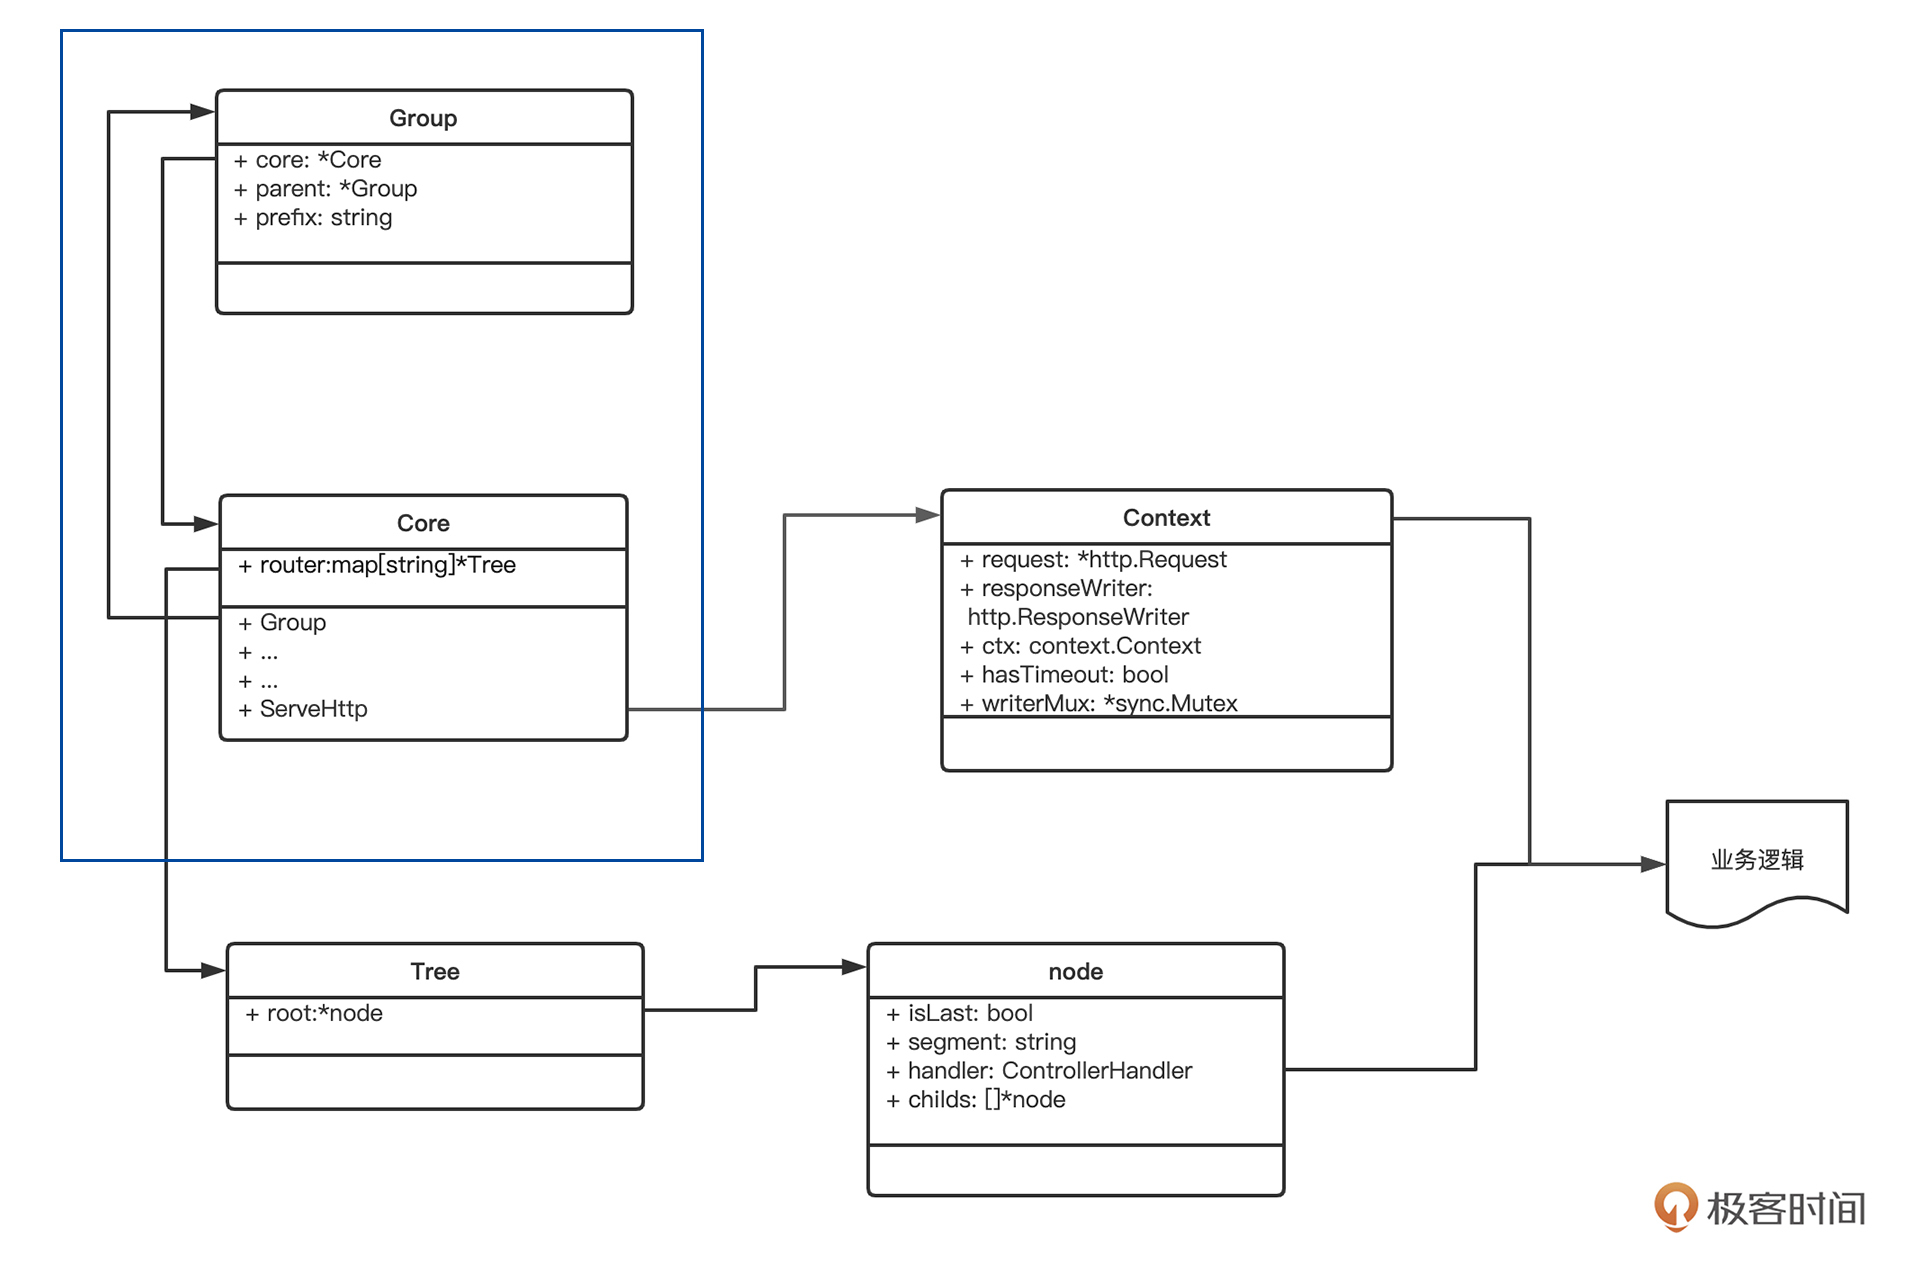 Group
+ core: *Core
+ parent: *Group
+ prefix: string
Core
+ router:map[string]*Tree
+ Group
+ ...
+ ...
+ ServeHttp
Context
+ request: *http.Request
+ responseWriter:
http.ResponseWriter
+ ctx: context.Context
+ hasTimeout: bool
+ writerMux: *sync.Mutex
业务逻辑
Tree
+ root:*node
node
+ isLast: bool
+ segment: string
+ handler: ControllerHandler
+ childs: []*node
极客时间